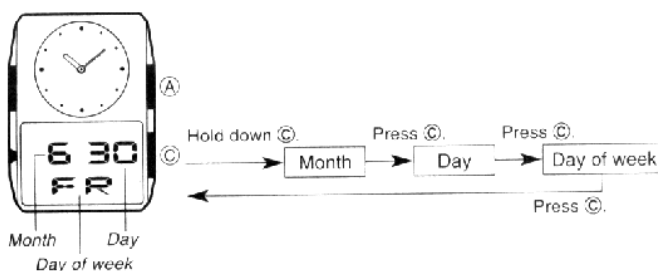 Ⓐ
Hold down Ⓒ.
Press Ⓒ.
Press Ⓒ.
6 30
Ⓒ
Month
Day
Day of week
FR
Press Ⓒ.
Month
Day
Day of week